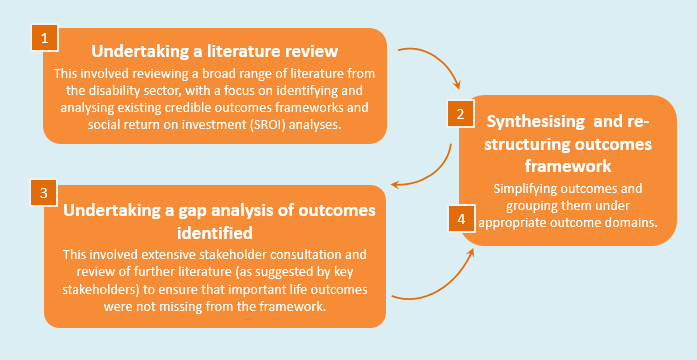 1
Undertaking a literature review
This involved reviewing a broad range of literature from
the disability sector, with a focus on identifying and
analysing existing credible outcomes frameworks and
social return on investment (SROI) analyses.
2
Synthesising and re-
structuring outcomes
framework
Simplifying outcomes and
grouping them under
appropriate outcome domains.
3
Undertaking a gap analysis of outcomes
identified
This involved extensive stakeholder consultation and
review of further literature (as suggested by key
stakeholders) to ensure that important life outcomes
were not missing from the framework.
4